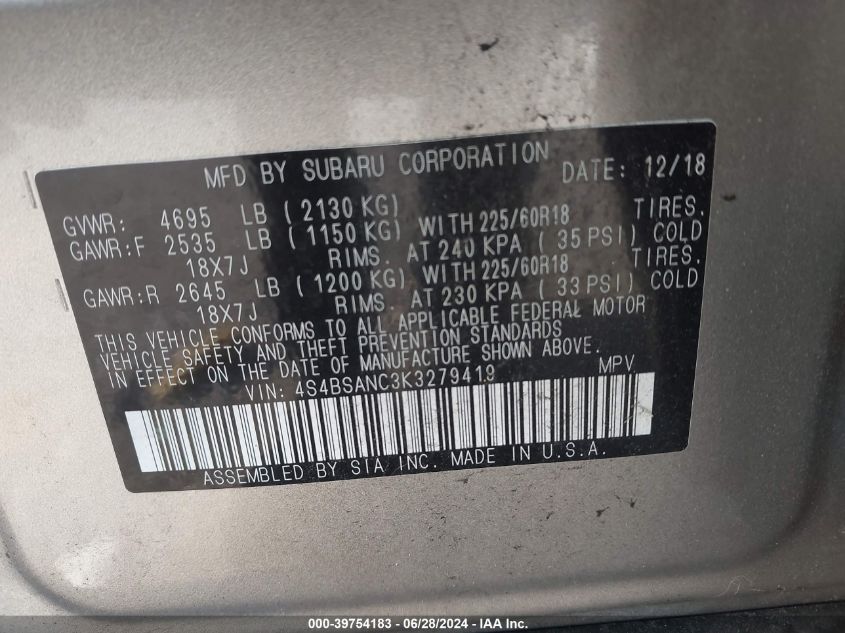 MFD BY SUBARU CORPORATION DATE: 12/18
GVWR: 4695 LB ( 2130 KG)
GAWR:F 2535 LB ( 1150 KG) WITH 225/60R18 TIRES.
18X7J RIMS. AT 240 KPA ( 35 PSI) COLD
GAWR:R 2645 LB ( 1200 KG) WITH 225/60R18 TIRES.
18X7J RIMS. AT 230 KPA ( 33 PSI) COLD
THIS VEHICLE CONFORMS TO ALL APPLICABLE FEDERAL MOTOR
VEHICLE SAFETY AND THEFT PREVENTION STANDARDS
IN EFFECT ON THE DATE OF MANUFACTURE SHOWN ABOVE.
VIN: 4S4BSANC3K3279419 MPV
ASSEMBLED BY SIA INC. MADE IN U.S.A.
000-39754183 - 06/28/2024 - IAA Inc.